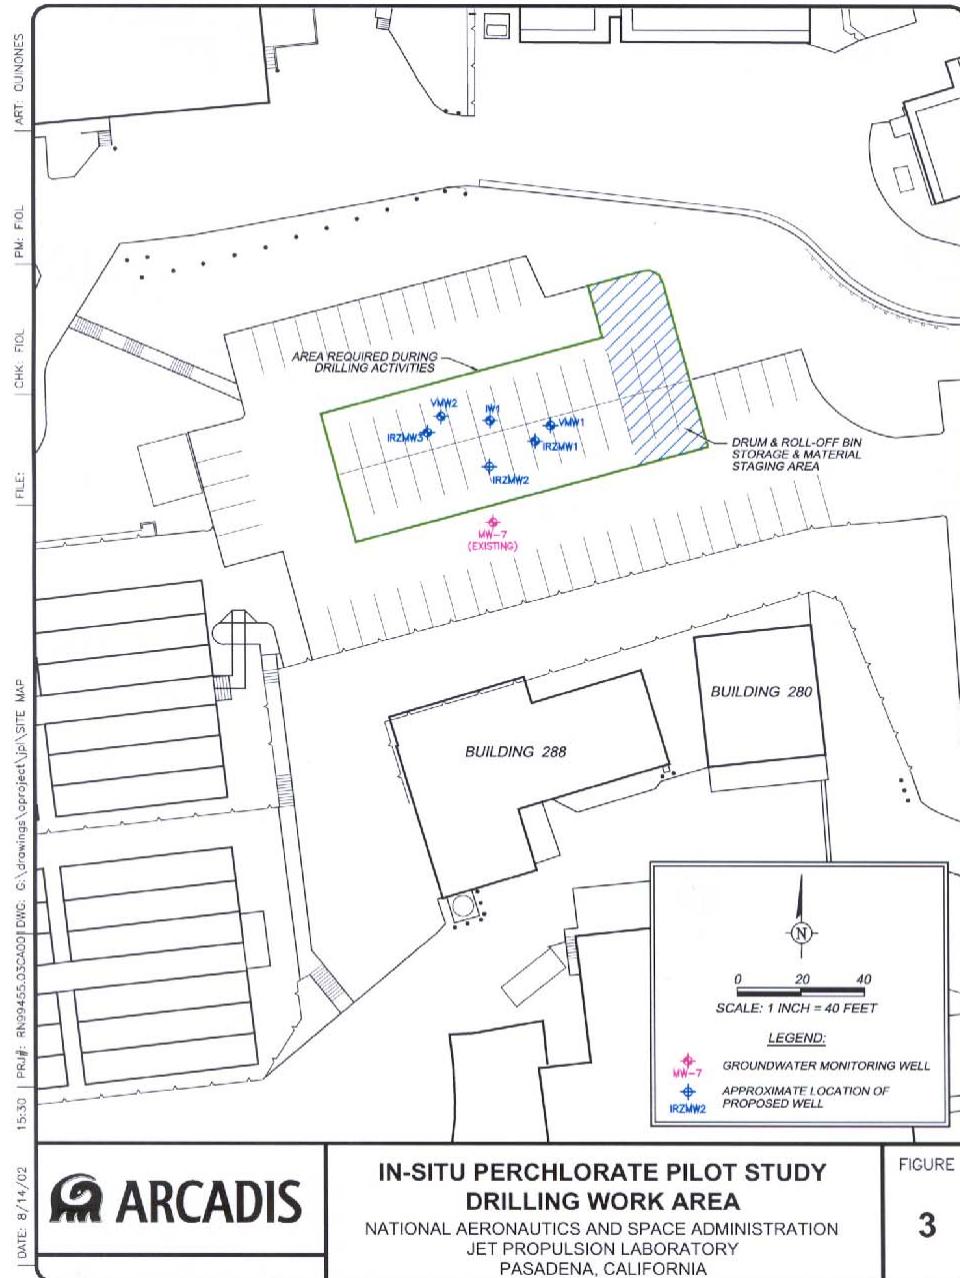 ART: QUINONES
PM: FIOL
CHK: FIOL
FILE:
DWG: G:\drawings\aproject\jpl\SITE MAP
PRJ#: RN99455.03CA001
15:30
DATE: 8/14/02
AREA REQUIRED DURING
DRILLING ACTIVITIES
VMW2
IW1
VMW1
IRZMW3
IRZMW1
IRZMW2
DRUM & ROLL-OFF BIN
STORAGE & MATERIAL
STAGING AREA
MW-7
(EXISTING)
BUILDING 280
BUILDING 288
N
0 20 40
SCALE: 1 INCH = 40 FEET
LEGEND:
MW-7
GROUNDWATER MONITORING WELL
IRZMW2
APPROXIMATE LOCATION OF
PROPOSED WELL
ARCADIS
IN-SITU PERCHLORATE PILOT STUDY
DRILLING WORK AREA
NATIONAL AERONAUTICS AND SPACE ADMINISTRATION
JET PROPULSION LABORATORY
PASADENA, CALIFORNIA
FIGURE
3